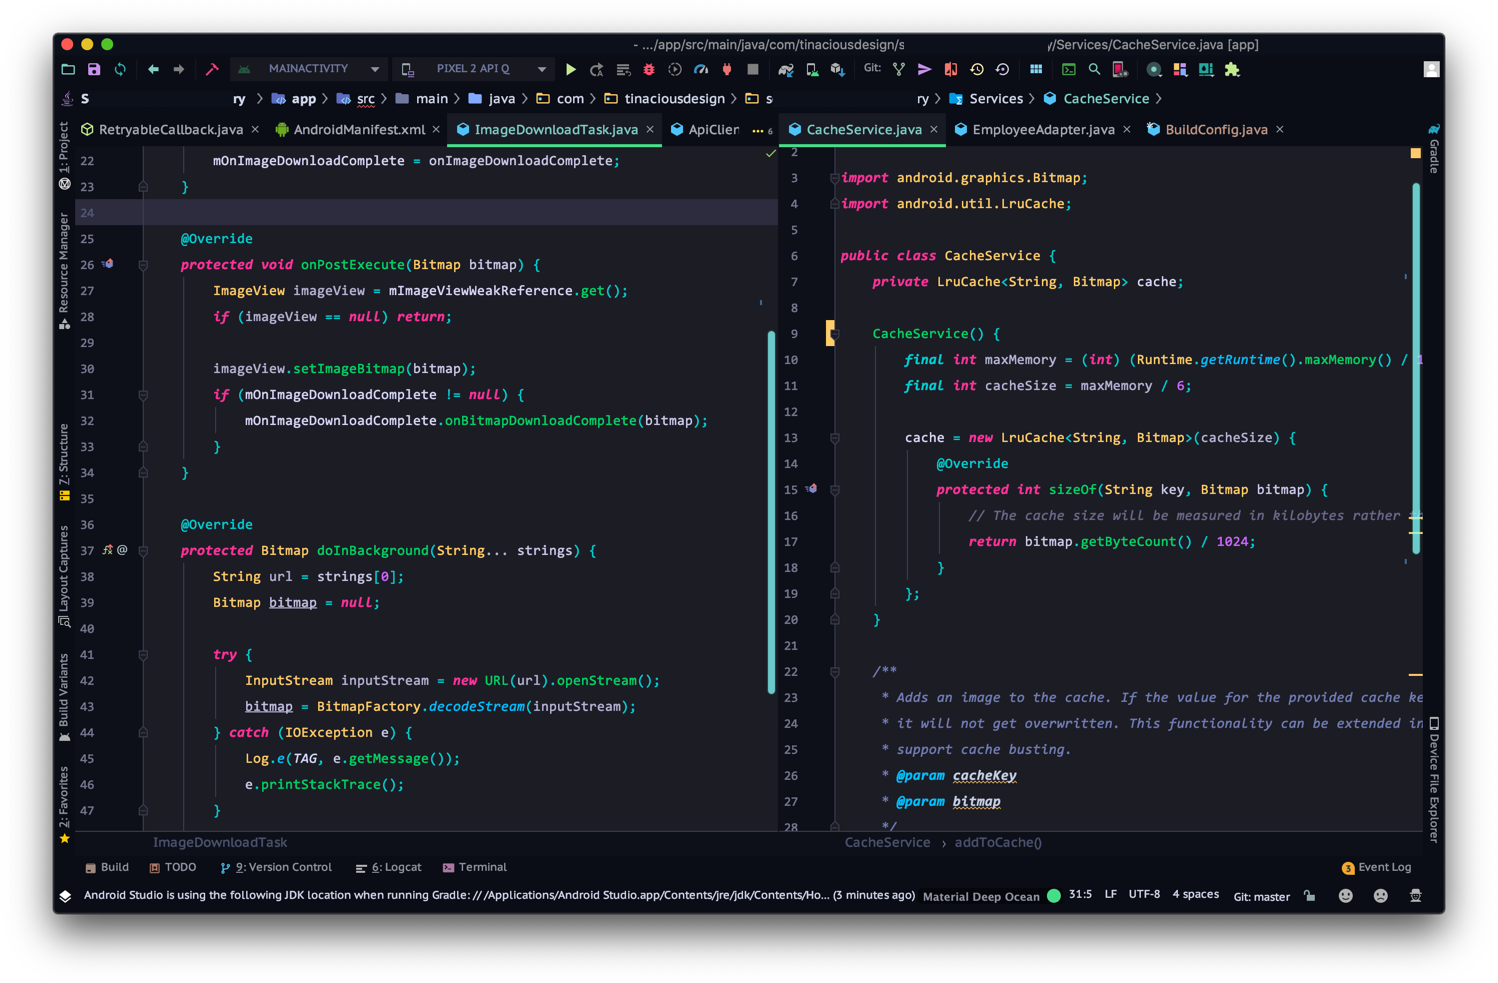 - .../app/src/main/java/com/tinaciousdesign/s y/Services/CacheService.java [app]
MAINACTIVITY PIXEL 2 API Q Git:
S ry > app > src > main > java > com > tinaciousdesign > s ry > Services > CacheService >
RetryableCallback.java × AndroidManifest.xml × ImageDownloadTask.java × ApiClien ... 6 CacheService.java × EmployeeAdapter.java × BuildConfig.java ×
1: Project
Resource Manager
7: Structure
Layout Captures
Build Variants
2: Favorites
22 mOnImageDownloadComplete = onImageDownloadComplete;
23 }
24
25 @Override
26 protected void onPostExecute(Bitmap bitmap) {
27 ImageView imageView = mImageViewWeakReference.get();
28 if (imageView == null) return;
29
30 imageView.setImageBitmap(bitmap);
31 if (mOnImageDownloadComplete != null) {
32 mOnImageDownloadComplete.onBitmapDownloadComplete(bitmap);
33 }
34 }
35
36 @Override
37 @ protected Bitmap doInBackground(String... strings) {
38 String url = strings[0];
39 Bitmap bitmap = null;
40
41 try {
42 InputStream inputStream = new URL(url).openStream();
43 bitmap = BitmapFactory.decodeStream(inputStream);
44 } catch (IOException e) {
45 Log.e(TAG, e.getMessage());
46 e.printStackTrace();
47 }
ImageDownloadTask
2
3 import android.graphics.Bitmap;
4 import android.util.LruCache;
5
6 public class CacheService {
7 private LruCache<String, Bitmap> cache;
8
9 CacheService() {
10 final int maxMemory = (int) (Runtime.getRuntime().maxMemory() / 1
11 final int cacheSize = maxMemory / 6;
12
13 cache = new LruCache<String, Bitmap>(cacheSize) {
14 @Override
15 protected int sizeOf(String key, Bitmap bitmap) {
16 // The cache size will be measured in kilobytes rather
17 return bitmap.getByteCount() / 1024;
18 }
19 };
20 }
21
22 /**
23 * Adds an image to the cache. If the value for the provided cache ke
24 * it will not get overwritten. This functionality can be extended in
25 * support cache busting.
26 * @param cacheKey
27 * @param bitmap
28 */
CacheService > addToCache()
Gradle
Device File Explorer
Build TODO 9: Version Control 6: Logcat Terminal 3 Event Log
Android Studio is using the following JDK location when running Gradle: ///Applications/Android Studio.app/Contents/jre/jdk/Contents/Ho... (3 minutes ago) Material Deep Ocean 31:5 LF UTF-8 4 spaces Git: master